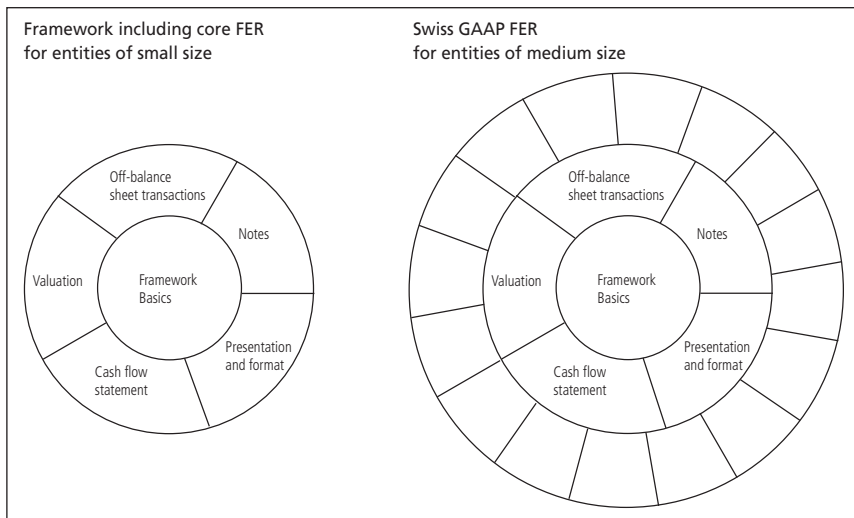 Framework including core FER
for entities of small size
Off-balance
sheet transactions
Notes
Valuation
Framework
Basics
Presentation
and format
Cash flow
statement
Swiss GAAP FER
for entities of medium size
Off-balance
sheet transactions
Notes
Valuation
Framework
Basics
Presentation
and format
Cash flow
statement